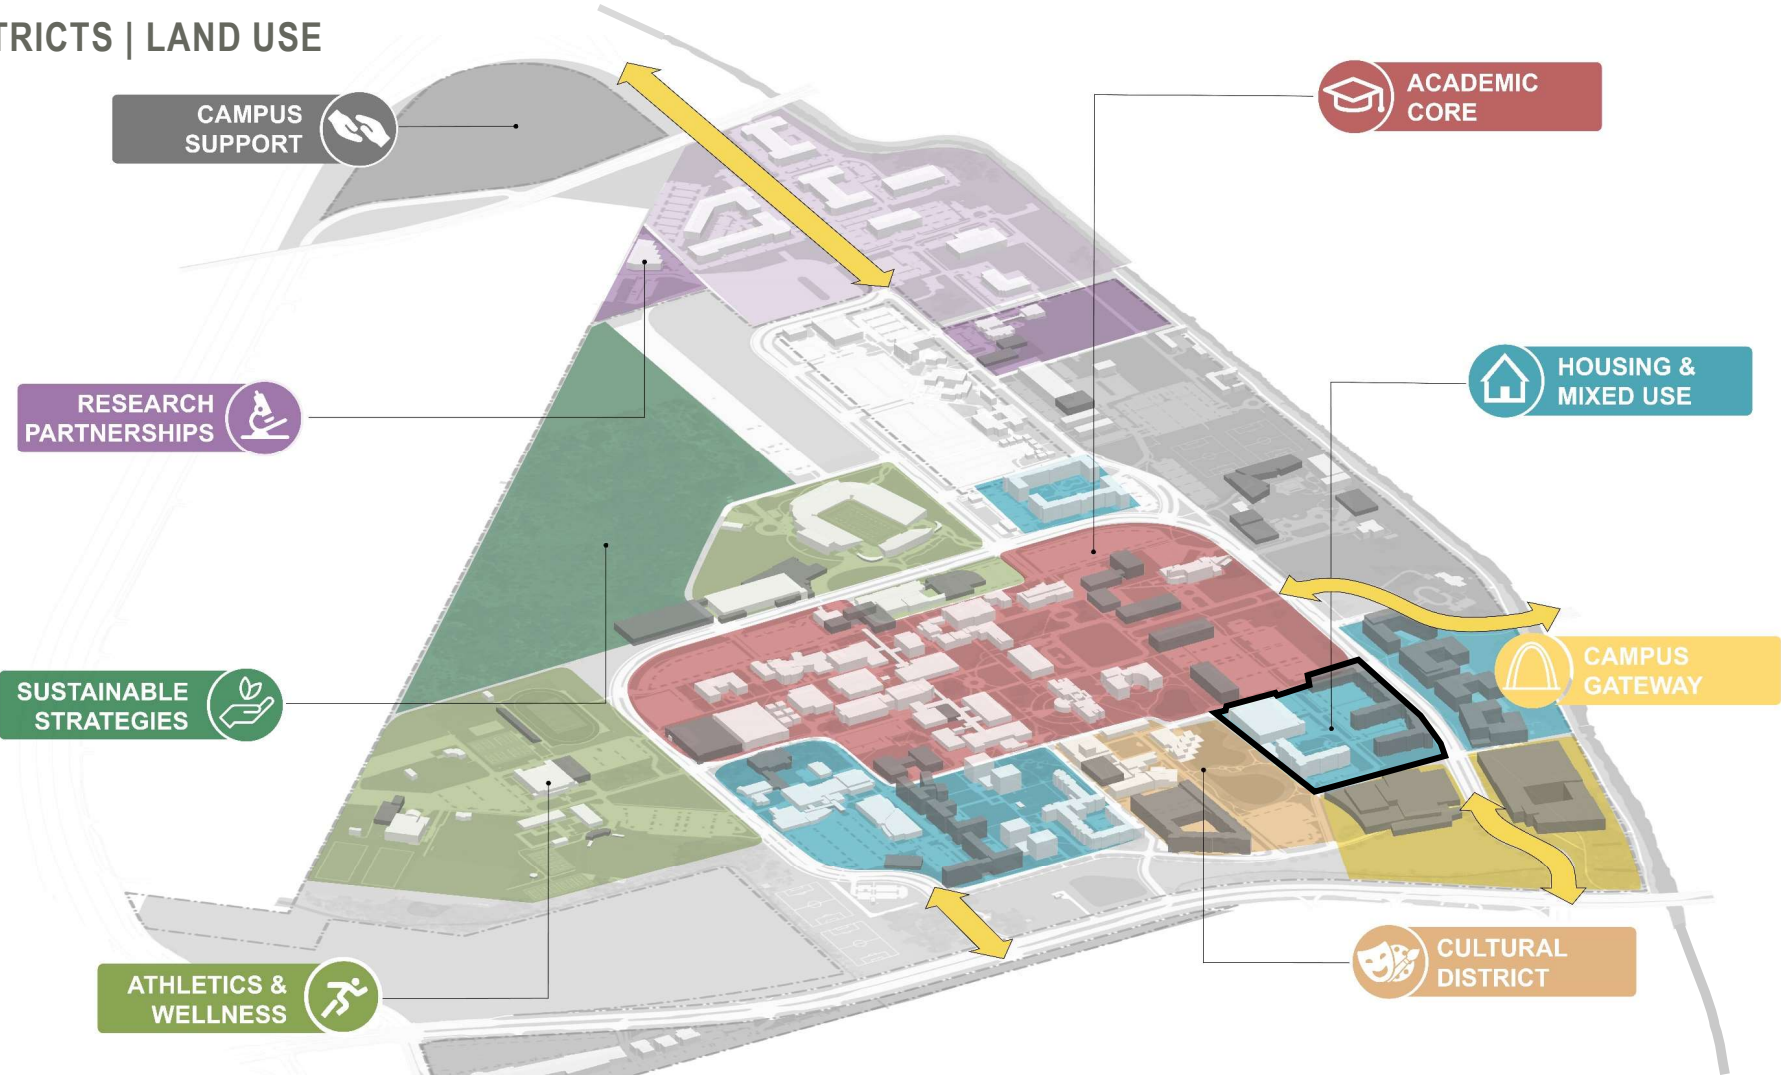 TRICTS | LAND USE
CAMPUS
SUPPORT
ACADEMIC
CORE
RESEARCH
PARTNERSHIPS
HOUSING &
MIXED USE
SUSTAINABLE
STRATEGIES
CAMPUS
GATEWAY
ATHLETICS &
WELLNESS
CULTURAL
DISTRICT